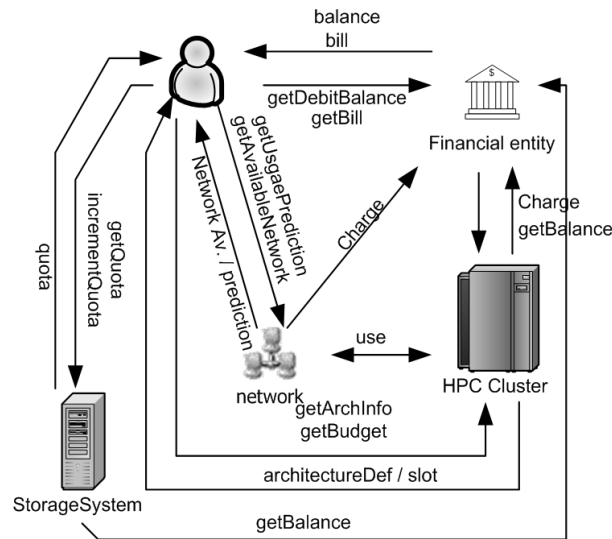 balance
bill
getDebitBalance
getBill
$
Financial entity
getUsgaePrediction
getAvailableNetwork
Network Av. / prediction
Charge
Charge
getBalance
getQuota
incrementQuota
quota
use
network
HPC Cluster
getArchInfo
getBudget
architectureDef / slot
StorageSystem
getBalance